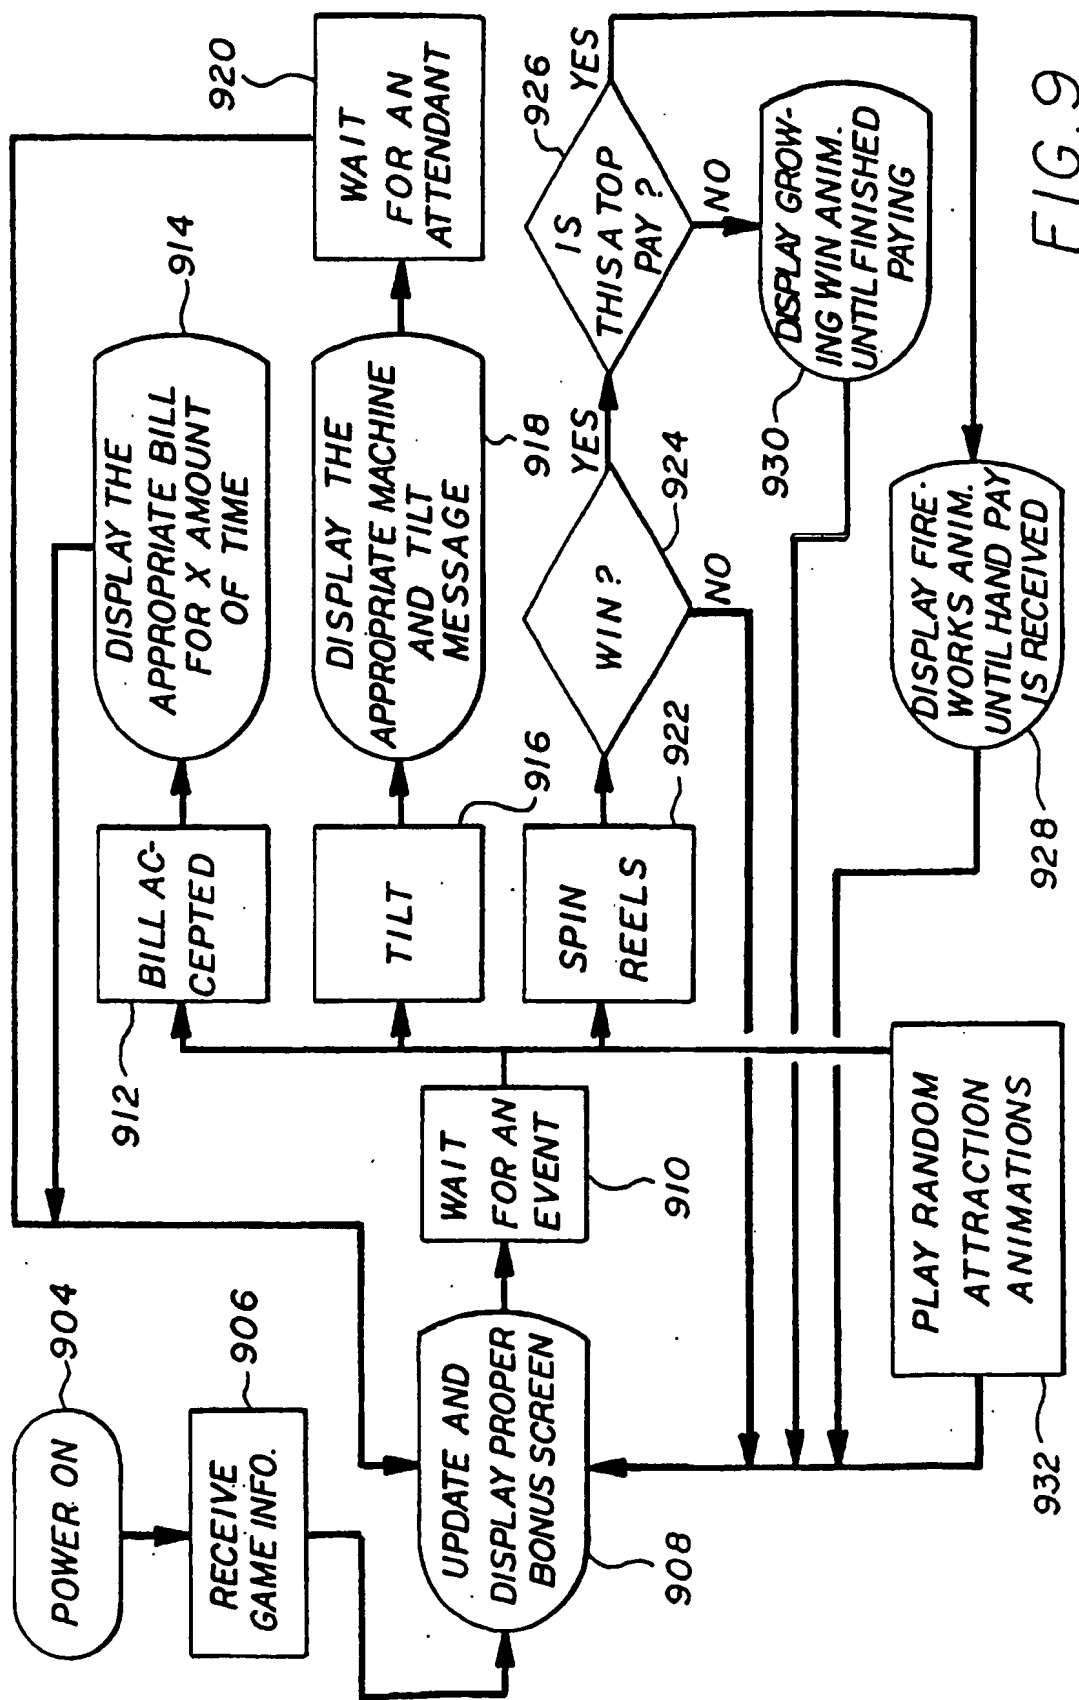 POWER ON
904
RECEIVE
GAME INFO.
906
UPDATE AND
DISPLAY PROPER
BONUS SCREEN
908
WAIT
FOR AN
EVENT
910
BILL AC-
CEPTED
912
DISPLAY THE
APPROPRIATE BILL
FOR X AMOUNT
OF TIME
914
TILT
916
DISPLAY THE
APPROPRIATE MACHINE
AND TILT
MESSAGE
918
WAIT
FOR AN
ATTENDANT
920
SPIN
REELS
922
WIN?
924
YES
NO
IS
THIS A TOP
PAY?
926
YES
NO
DISPLAY GROW-
ING WIN ANIM.
UNTIL FINISHED
PAYING
930
DISPLAY FIRE-
WORKS ANIM.
UNTIL HAND PAY
IS RECEIVED
928
PLAY RANDOM
ATTRACTION
ANIMATIONS
932
FIG. 9